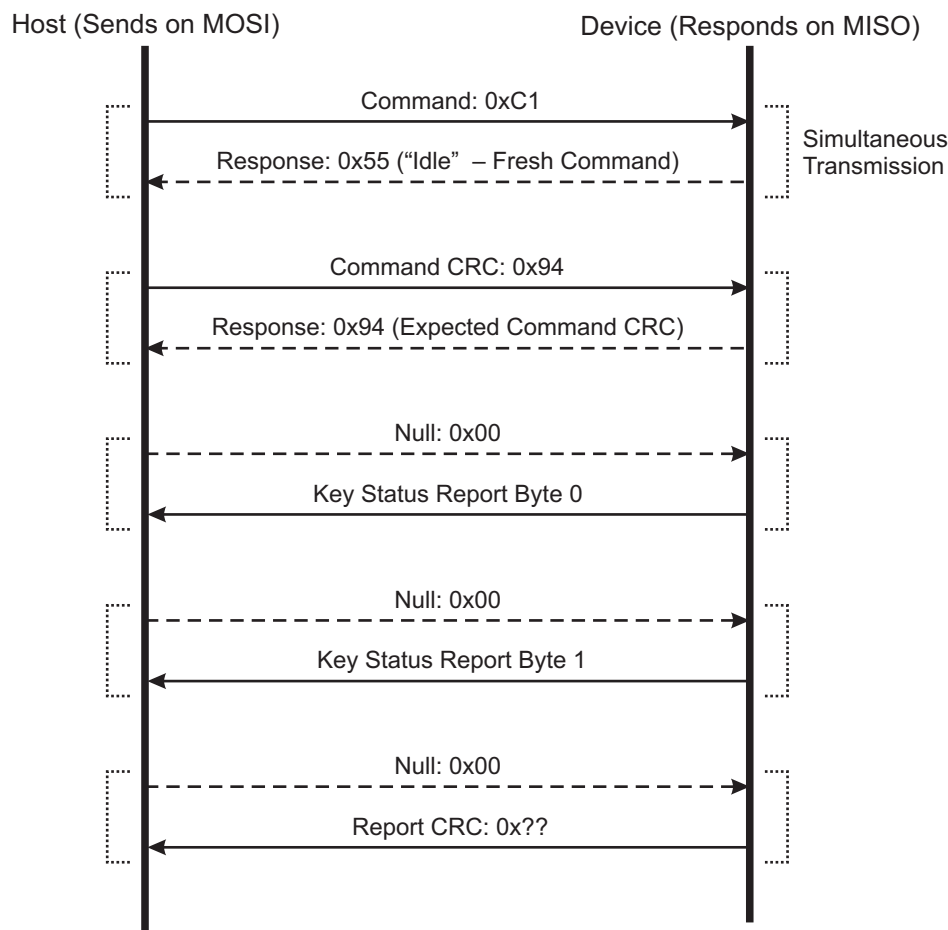 Host (Sends on MOSI)
Device (Responds on MISO)
Command: 0xC1
Simultaneous
Transmission
Response: 0x55 (“Idle” – Fresh Command)
Command CRC: 0x94
Response: 0x94 (Expected Command CRC)
Null: 0x00
Key Status Report Byte 0
Null: 0x00
Key Status Report Byte 1
Null: 0x00
Report CRC: 0x??